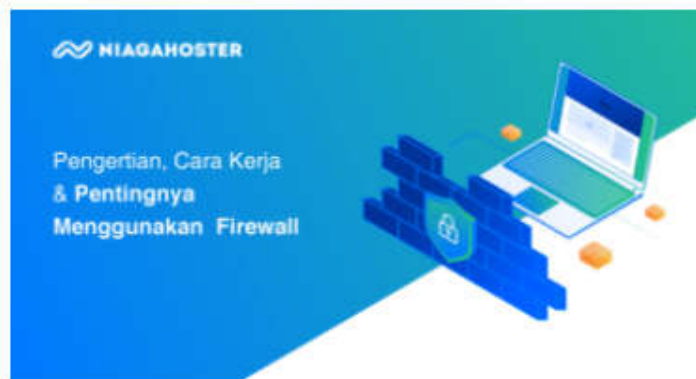 NIAGAHOSTER
Pengertian, Cara Kerja
& Pentingnya
Menggunakan Firewall